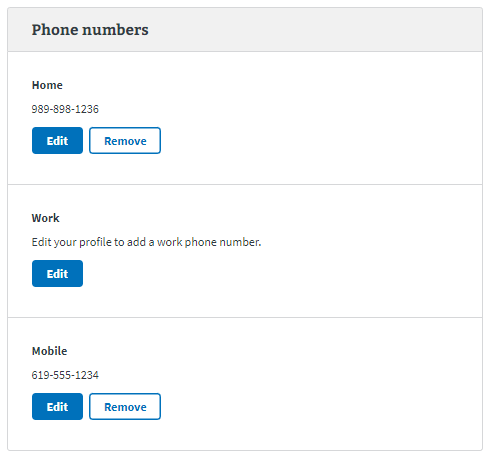 Phone numbers
Home
989-898-1236
Edit Remove
Work
Edit your profile to add a work phone number.
Edit
Mobile
619-555-1234
Edit Remove